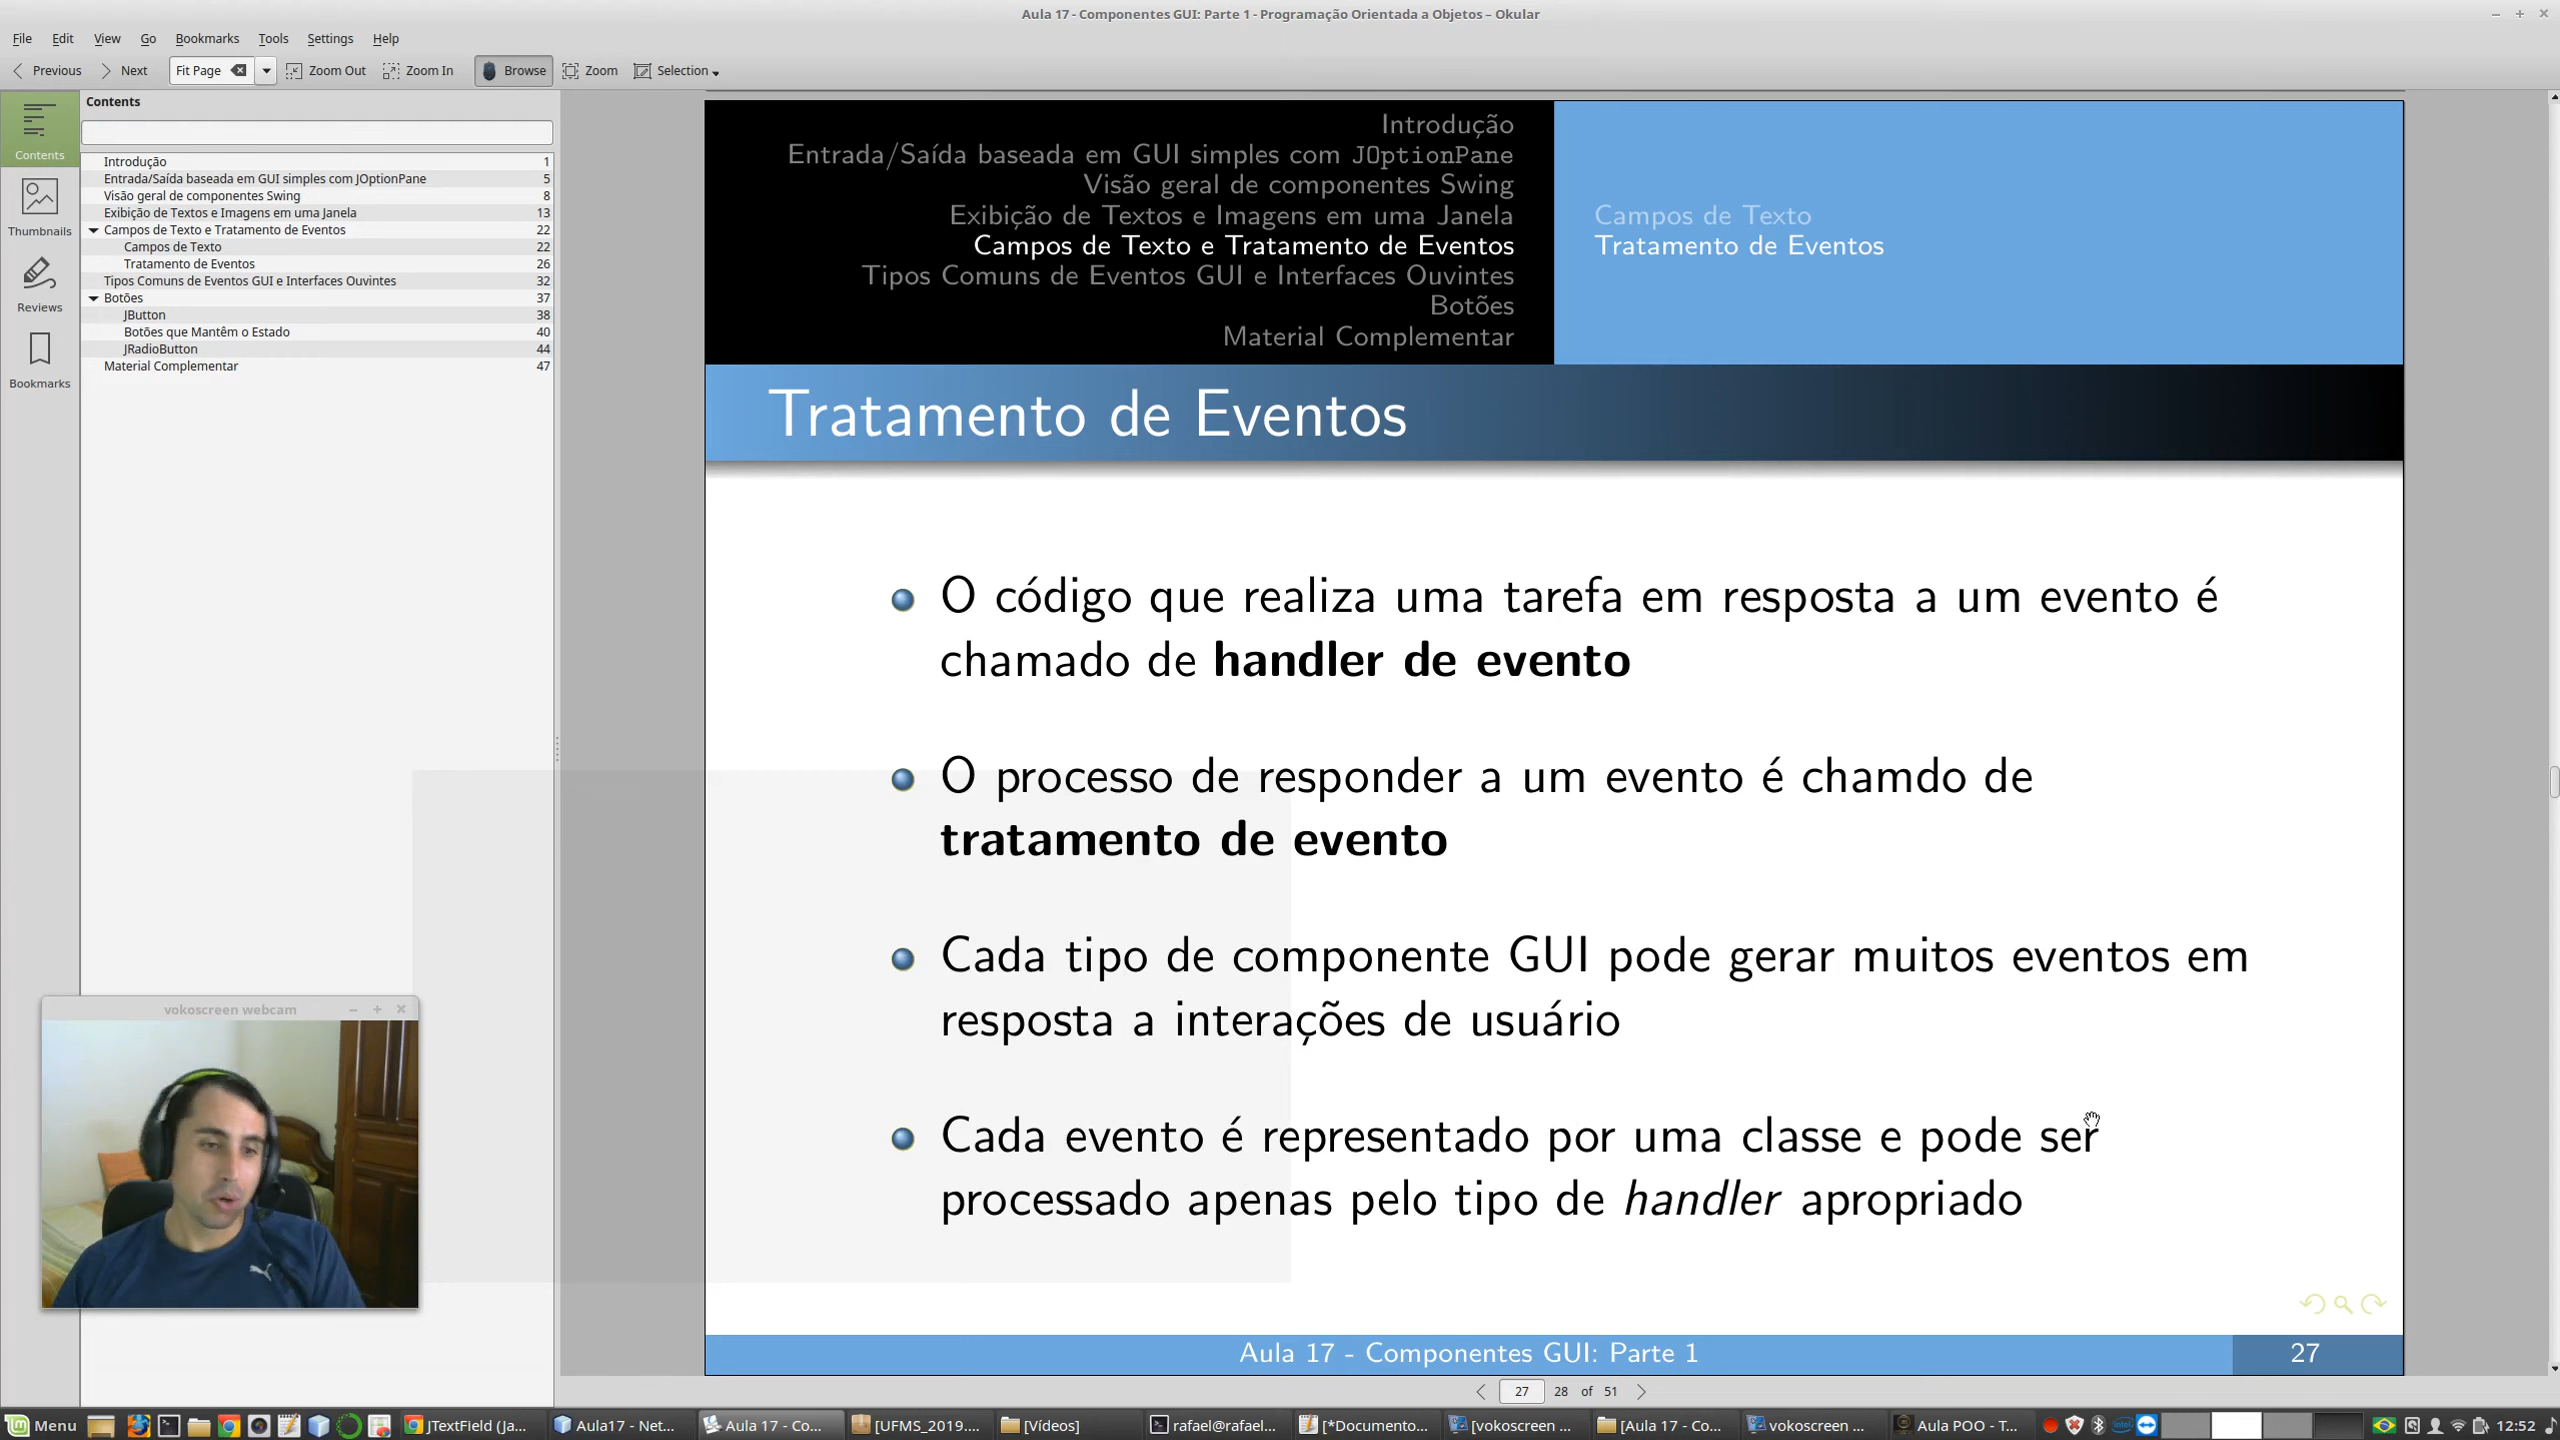 Aula 17 - Componentes GUI: Parte 1 - Programação Orientada a Objetos – Okular
File Edit View Go Bookmarks Tools Settings Help
Previous Next Fit Page Zoom Out Zoom In Browse Zoom Selection
Contents
Thumbnails
Reviews
Bookmarks
Contents
Introdução 1
Entrada/Saída baseada em GUI simples com JOptionPane 5
Visão geral de componentes Swing 8
Exibição de Textos e Imagens em uma Janela 13
Campos de Texto e Tratamento de Eventos 22
Campos de Texto 22
Tratamento de Eventos 26
Tipos Comuns de Eventos GUI e Interfaces Ouvintes 32
Botões 37
JButton 38
Botões que Mantêm o Estado 40
JRadioButton 44
Material Complementar 47
Introdução
Entrada/Saída baseada em GUI simples com JOptionPane
Visão geral de componentes Swing
Exibição de Textos e Imagens em uma Janela
Campos de Texto e Tratamento de Eventos
Tipos Comuns de Eventos GUI e Interfaces Ouvintes
Botões
Material Complementar
Campos de Texto
Tratamento de Eventos
Tratamento de Eventos
O código que realiza uma tarefa em resposta a um evento é
chamado de handler de evento
O processo de responder a um evento é chamdo de
tratamento de evento
Cada tipo de componente GUI pode gerar muitos eventos em
resposta a interações de usuário
Cada evento é representado por uma classe e pode ser
processado apenas pelo tipo de handler apropriado
Aula 17 - Componentes GUI: Parte 1 27
vokoscreen webcam
27 28 of 51
Menu JTextField (Ja... Aula17 - Net... Aula 17 - Co... [UFMS_2019.... [Vídeos] rafael@rafael... [*Documento... [vokoscreen ... [Aula 17 - Co... vokoscreen ... Aula POO - T... 12:52